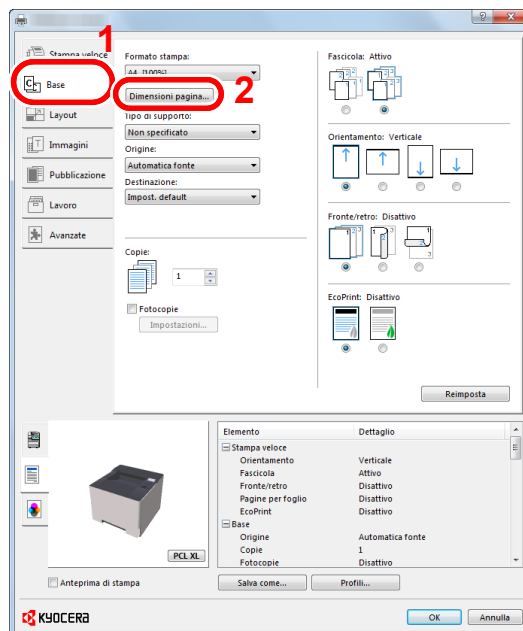 1
Stampa veloce
Base
Layout
Immagini
Pubblicazione
Lavoro
Avanzate
Formato stampa:
A4 [100%]
Dimensioni pagina...
2
Tipo di supporto:
Non specificato
Origine:
Automatica fonte
Destinazione:
Impost. default
Copie:
1
Fotocopie
Impostazioni...
Fascicola: Attivo
Orientamento: Verticale
Fronte/retro: Disattivo
EcoPrint: Disattivo
Reimposta
PCL XL
Anteprima di stampa
Elemento Dettaglio
Stampa veloce
Orientamento Verticale
Fascicola Attivo
Fronte/retro Disattivo
Pagine per foglio Disattivo
EcoPrint Disattivo
Base
Origine Automatica fonte
Copie 1
Fotocopie Disattivo
Salva come... Profili...
KYOCERA
OK Annulla